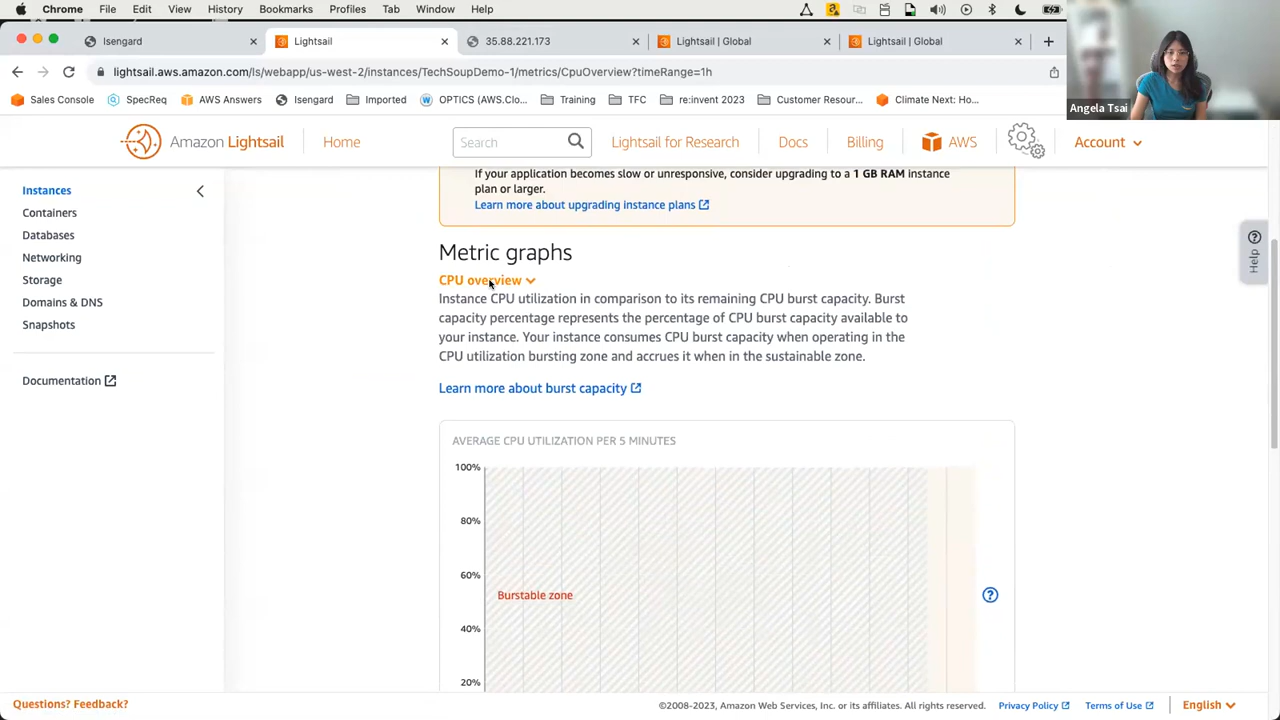 Chrome File Edit View History Bookmarks Profiles Tab Window Help
Isengard
Lightsail
35.88.221.173
Lightsail | Global
Lightsail | Global
lightsail.aws.amazon.com/ls/webapp/us-west-2/instances/TechSoupDemo-1/metrics/CpuOverview?timeRange=1h
Sales Console
SpecReq
AWS Answers
Isengard
Imported
OPTICS (AWS.Clo...
Training
TFC
re:invent 2023
Customer Resour...
Climate Next: Ho...
Angela Tsai
Amazon Lightsail
Home
Search
Lightsail for Research
Docs
Billing
AWS
Account
Instances
Containers
Databases
Networking
Storage
Domains & DNS
Snapshots
Documentation
If your application becomes slow or unresponsive, consider upgrading to a 1 GB RAM instance
plan or larger.
Learn more about upgrading instance plans
Metric graphs
CPU overview
Instance CPU utilization in comparison to its remaining CPU burst capacity. Burst
capacity percentage represents the percentage of CPU burst capacity available to
your instance. Your instance consumes CPU burst capacity when operating in the
CPU utilization bursting zone and accrues it when in the sustainable zone.
Learn more about burst capacity
AVERAGE CPU UTILIZATION PER 5 MINUTES
100%
80%
60%
Burstable zone
40%
20%
Help
Questions? Feedback?
©2008-2023, Amazon Web Services, Inc. or its affiliates. All rights reserved.
Privacy Policy
Terms of Use
English